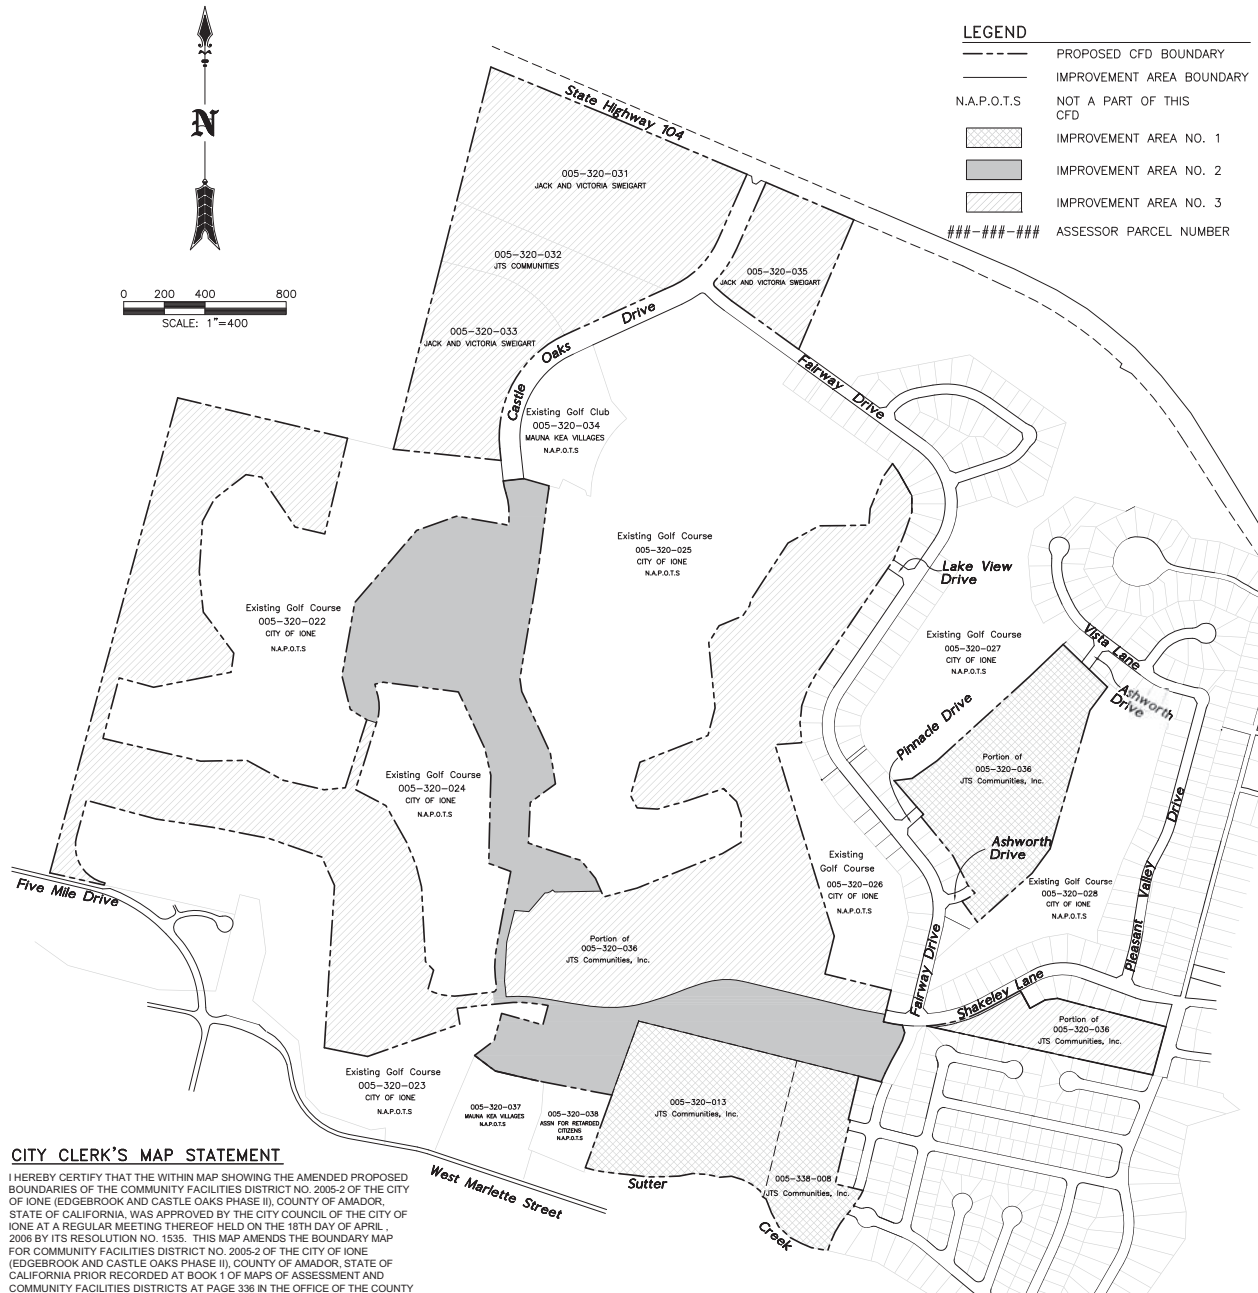 N
0 200 400 800
SCALE: 1"=400
LEGEND
PROPOSED CFD BOUNDARY
IMPROVEMENT AREA BOUNDARY
N.A.P.O.T.S NOT A PART OF THIS
CFD
IMPROVEMENT AREA NO. 1
IMPROVEMENT AREA NO. 2
IMPROVEMENT AREA NO. 3
###-###-### ASSESSOR PARCEL NUMBER
State Highway 104
005-320-031
JACK AND VICTORIA SWEIGART
005-320-032
JTS COMMUNITIES
005-320-033
JACK AND VICTORIA SWEIGART
005-320-035
JACK AND VICTORIA SWEIGART
Castle Oaks Drive
Fairway Drive
Existing Golf Club
005-320-034
MAUNA KEA VILLAGES
N.A.P.O.T.S
Existing Golf Course
005-320-025
CITY OF IONE
N.A.P.O.T.S
Lake View
Drive
Existing Golf Course
005-320-022
CITY OF IONE
N.A.P.O.T.S
Existing Golf Course
005-320-027
CITY OF IONE
N.A.P.O.T.S
Vista Lane
Ashworth
Drive
Pinnacle Drive
Portion of
005-320-036
JTS Communities, Inc.
Existing Golf Course
005-320-024
CITY OF IONE
N.A.P.O.T.S
Ashworth
Drive
Pleasant Valley Drive
Existing
Golf Course
005-320-026
CITY OF IONE
N.A.P.O.T.S
Existing Golf Course
005-320-028
CITY OF IONE
N.A.P.O.T.S
Five Mile Drive
Portion of
005-320-036
JTS Communities, Inc.
Fairway Drive
Shakeley Lane
Portion of
005-320-036
JTS Communities, Inc.
Existing Golf Course
005-320-023
CITY OF IONE
N.A.P.O.T.S
005-320-037
MAUNA KEA VILLAGES
N.A.P.O.T.S
005-320-038
ASSN FOR RETARDED
CITIZENS
N.A.P.O.T.S
005-320-013
JTS Communities, Inc.
005-338-008
JTS Communities, Inc.
West Marlette Street
Sutter
Creek
CITY CLERK'S MAP STATEMENT
I HEREBY CERTIFY THAT THE WITHIN MAP SHOWING THE AMENDED PROPOSED
BOUNDARIES OF THE COMMUNITY FACILITIES DISTRICT NO. 2005-2 OF THE CITY
OF IONE (EDGEBROOK AND CASTLE OAKS PHASE II), COUNTY OF AMADOR,
STATE OF CALIFORNIA, WAS APPROVED BY THE CITY COUNCIL OF THE CITY OF
IONE AT A REGULAR MEETING THEREOF HELD ON THE 18TH DAY OF APRIL ,
2006 BY ITS RESOLUTION NO. 1535. THIS MAP AMENDS THE BOUNDARY MAP
FOR COMMUNITY FACILITIES DISTRICT NO. 2005-2 OF THE CITY OF IONE
(EDGEBROOK AND CASTLE OAKS PHASE II), COUNTY OF AMADOR, STATE OF
CALIFORNIA PRIOR RECORDED AT BOOK 1 OF MAPS OF ASSESSMENT AND
COMMUNITY FACILITIES DISTRICTS AT PAGE 336 IN THE OFFICE OF THE COUNTY